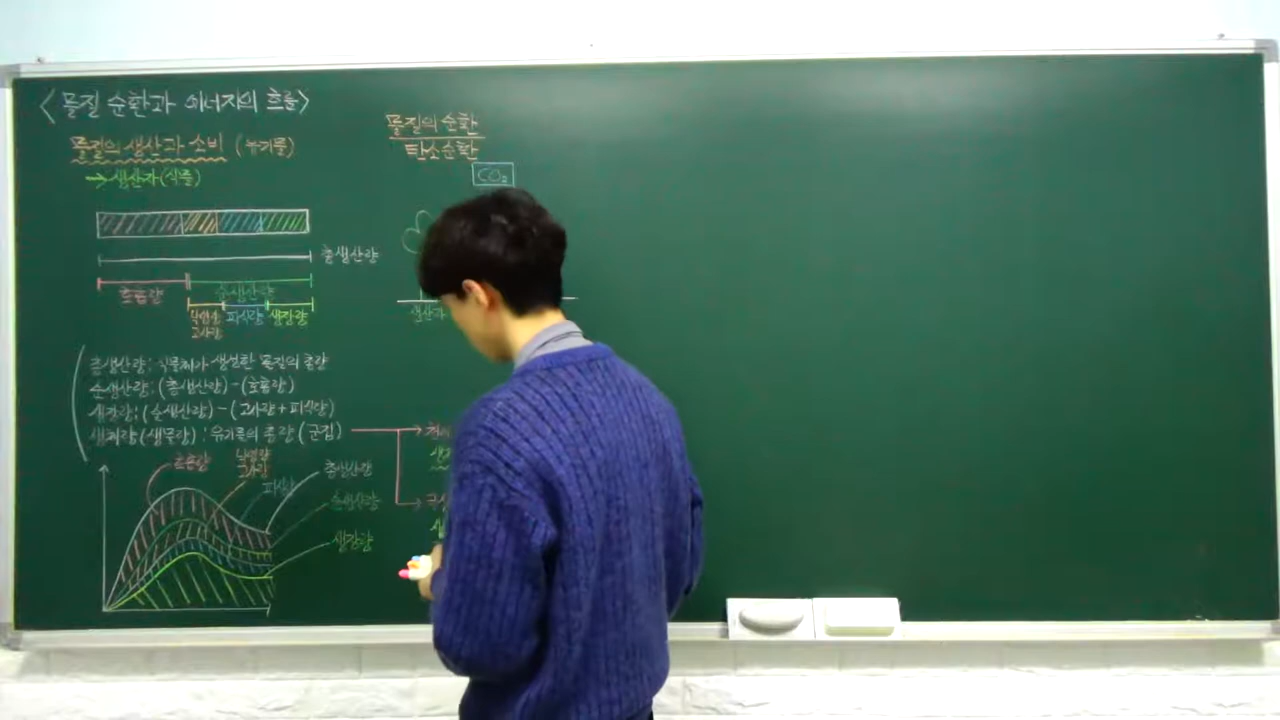 <물질 순환과 에너지의 흐름>
물질의 생산과 소비 (유기물)
→ 생산자(식물)
총생산량
호흡량
순생산량
낙엽량
고사량
피식량
생장량
총생산량: 식물체가 생성한 물질의 총량
순생산량: (총생산량)-(호흡량)
생장량: (순생산량)-(고사량+피식량)
생체량(생물량): 유기물의 총량(군집)
호흡량
낙엽량
고사량
피식량
총생산량
순생산량
생장량
물질의 순환
탄소순환
CO₂
생산자